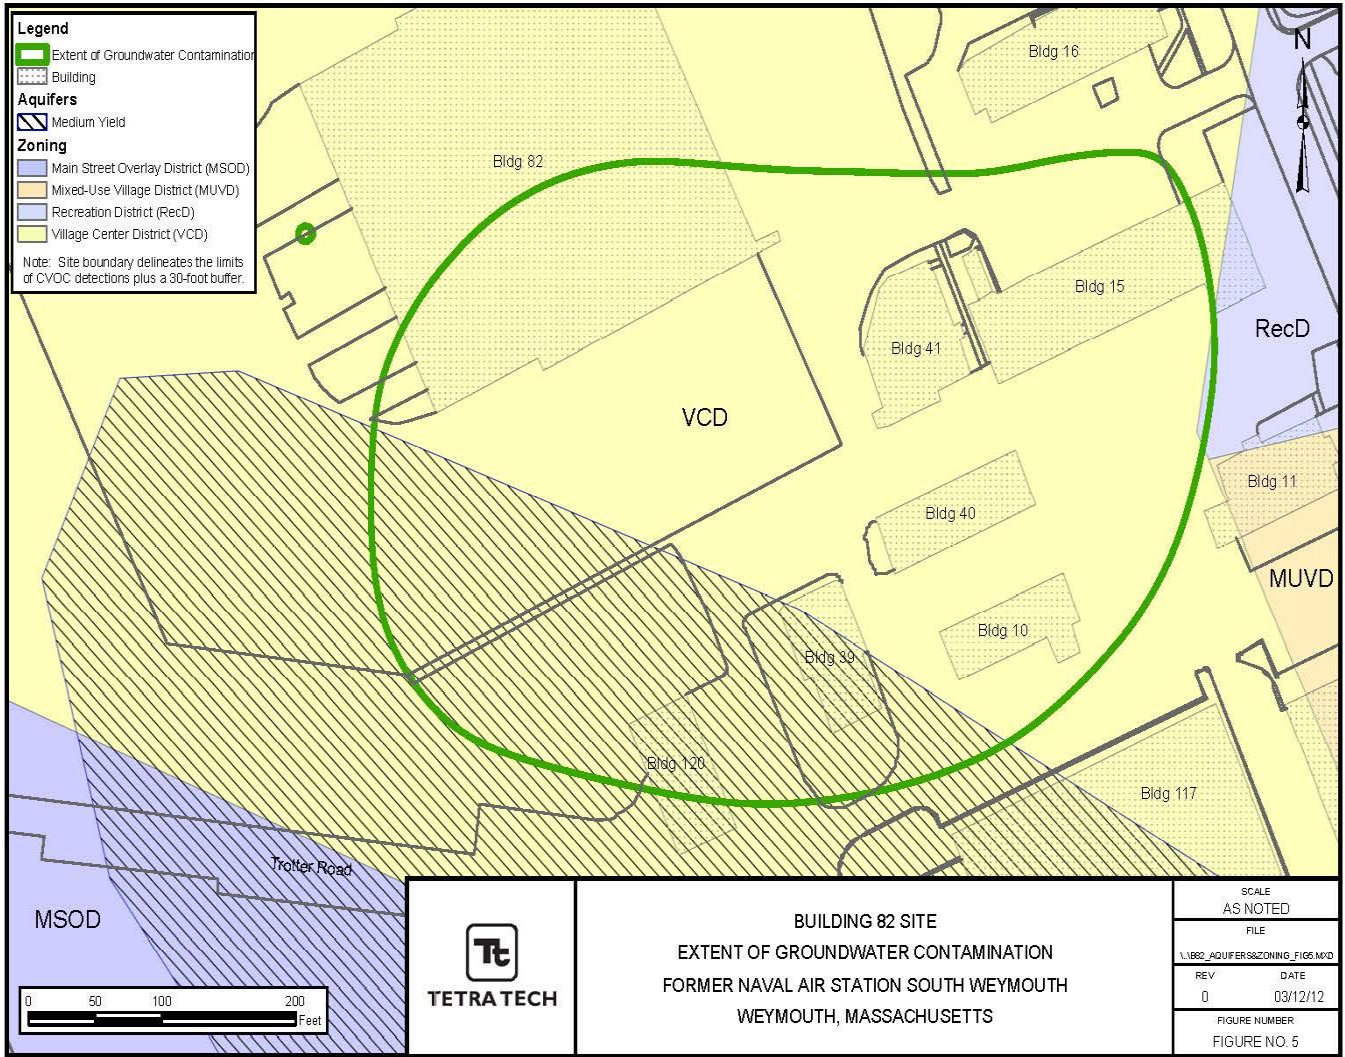 Legend
Extent of Groundwater Contamination
Building
Aquifers
Medium Yield
Zoning
Main Street Overlay District (MSOD)
Mixed-Use Village District (MUVD)
Recreation District (RecD)
Village Center District (VCD)
Note: Site boundary delineates the limits
of CVOC detections plus a 30-foot buffer.
N
Bldg 16
Bldg 82
Bldg 15
RecD
Bldg 41
VCD
Bldg 11
Bldg 40
MUVD
Bldg 10
Bldg 39
Bldg 120
Bldg 117
Trotter Road
MSOD
0 50 100 200
Feet
Tt
TETRA TECH
BUILDING 82 SITE
EXTENT OF GROUNDWATER CONTAMINATION
FORMER NAVAL AIR STATION SOUTH WEYMOUTH
WEYMOUTH, MASSACHUSETTS
SCALE
AS NOTED
FILE
\..\B82_AQUIFERS&ZONING_FIG5.MXD
REV DATE
0 03/12/12
FIGURE NUMBER
FIGURE NO. 5